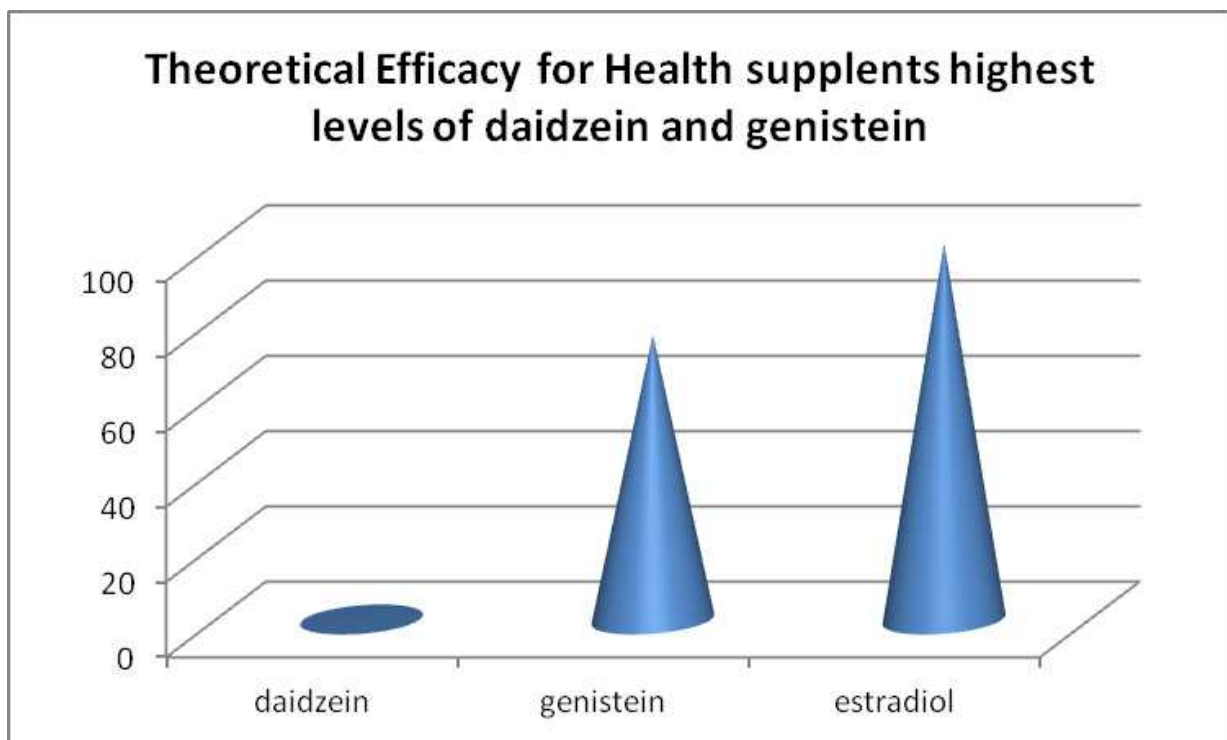 Theoretical Efficacy for Health supplents highest
levels of daidzein and genistein
100
80
60
40
20
0
daidzein
genistein
estradiol